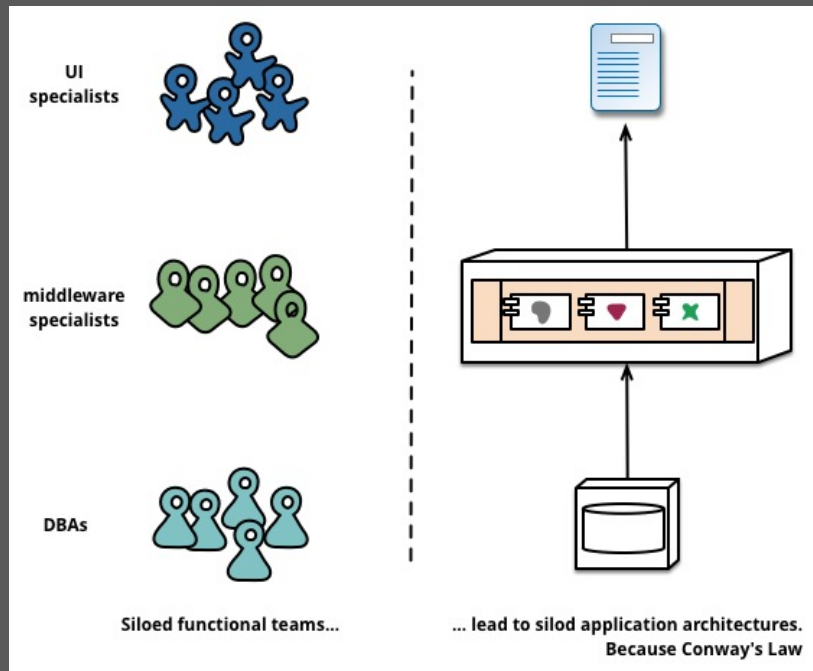 UI
specialists
middleware
specialists
DBAs
Siloed functional teams...
... lead to silod application architectures.
Because Conway's Law